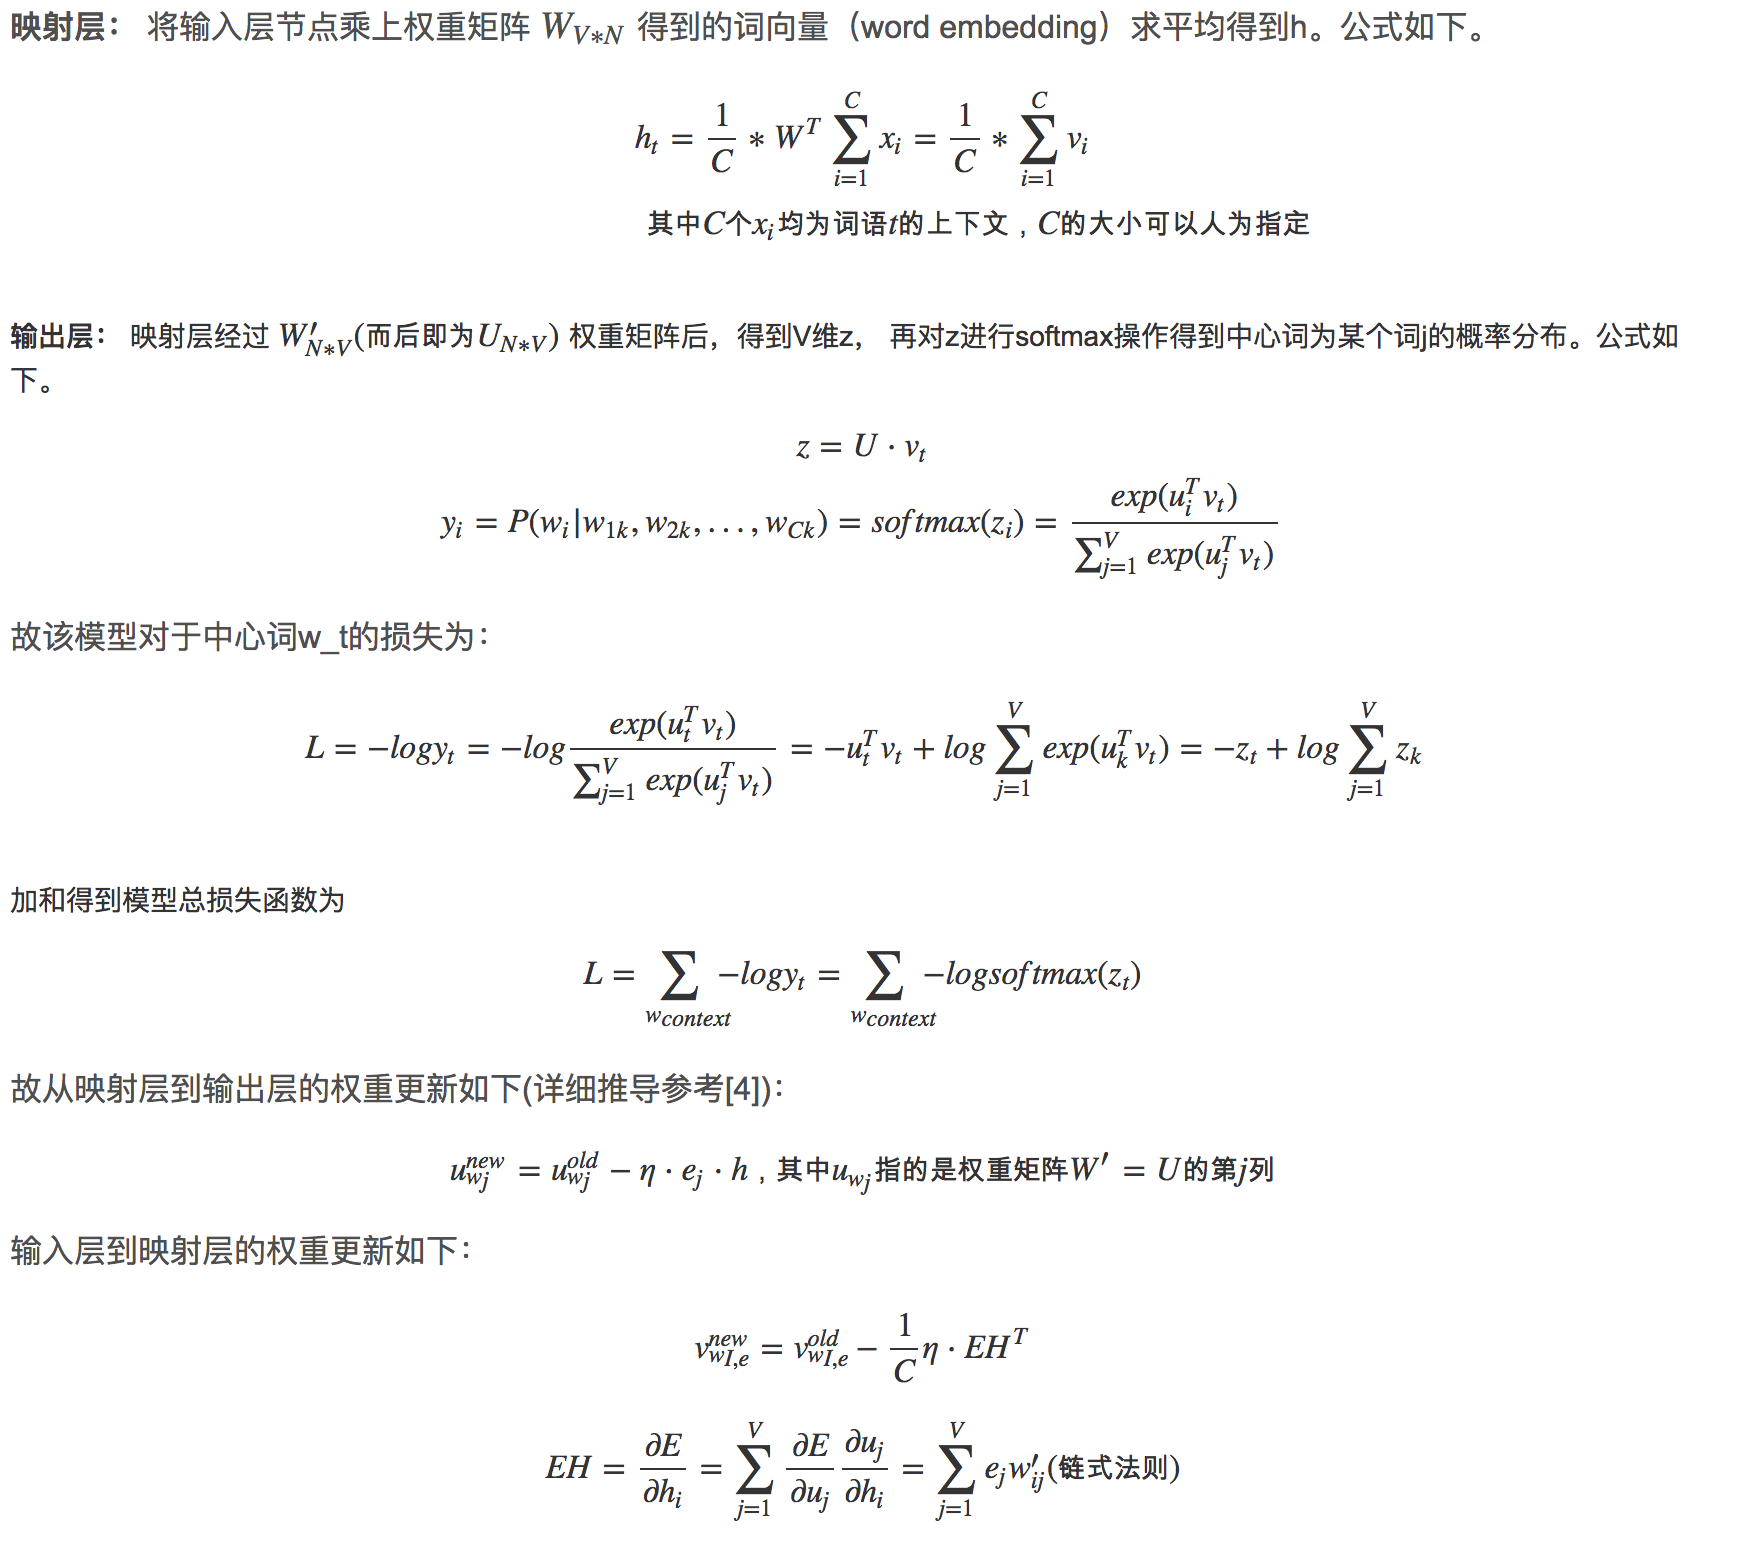 映射层： 将输入层节点乘上权重矩阵 $W_{V*N}$ 得到的词向量（word embedding）求平均得到h。公式如下。
$h_t = \frac{1}{C} * W^T \sum_{i=1}^{C} x_i = \frac{1}{C} * \sum_{i=1}^{C} v_i$
其中$C$个$x_i$均为词语$t$的上下文，$C$的大小可以人为指定
输出层： 映射层经过 $W'_{N*V}$(而后即为$U_{N*V}$) 权重矩阵后，得到V维z， 再对z进行softmax操作得到中心词为某个词j的概率分布。公式如
下。
$z = U \cdot v_t$
$y_i = P(w_i|w_{1k}, w_{2k}, \ldots, w_{Ck}) = softmax(z_i) = \frac{exp(u_i^T v_t)}{\sum_{j=1}^{V} exp(u_j^T v_t)}$
故该模型对于中心词w_t的损失为：
$L = -logy_t = -log\frac{exp(u_t^T v_t)}{\sum_{j=1}^{V} exp(u_j^T v_t)} = -u_t^T v_t + log \sum_{j=1}^{V} exp(u_k^T v_t) = -z_t + log \sum_{j=1}^{V} z_k$
加和得到模型总损失函数为
$L = \sum_{w_{context}} -logy_t = \sum_{w_{context}} -logsoftmax(z_t)$
故从映射层到输出层的权重更新如下(详细推导参考[4])：
$u_{w_j}^{new} = u_{w_j}^{old} - \eta \cdot e_j \cdot h$，其中$u_{w_j}$指的是权重矩阵$W' = U$的第$j$列
输入层到映射层的权重更新如下：
$v_{wI,e}^{new} = v_{wI,e}^{old} - \frac{1}{C} \eta \cdot EH^T$
$EH = \frac{\partial E}{\partial h_i} = \sum_{j=1}^{V} \frac{\partial E}{\partial u_j} \frac{\partial u_j}{\partial h_i} = \sum_{j=1}^{V} e_j w'_{ij}$(链式法则)